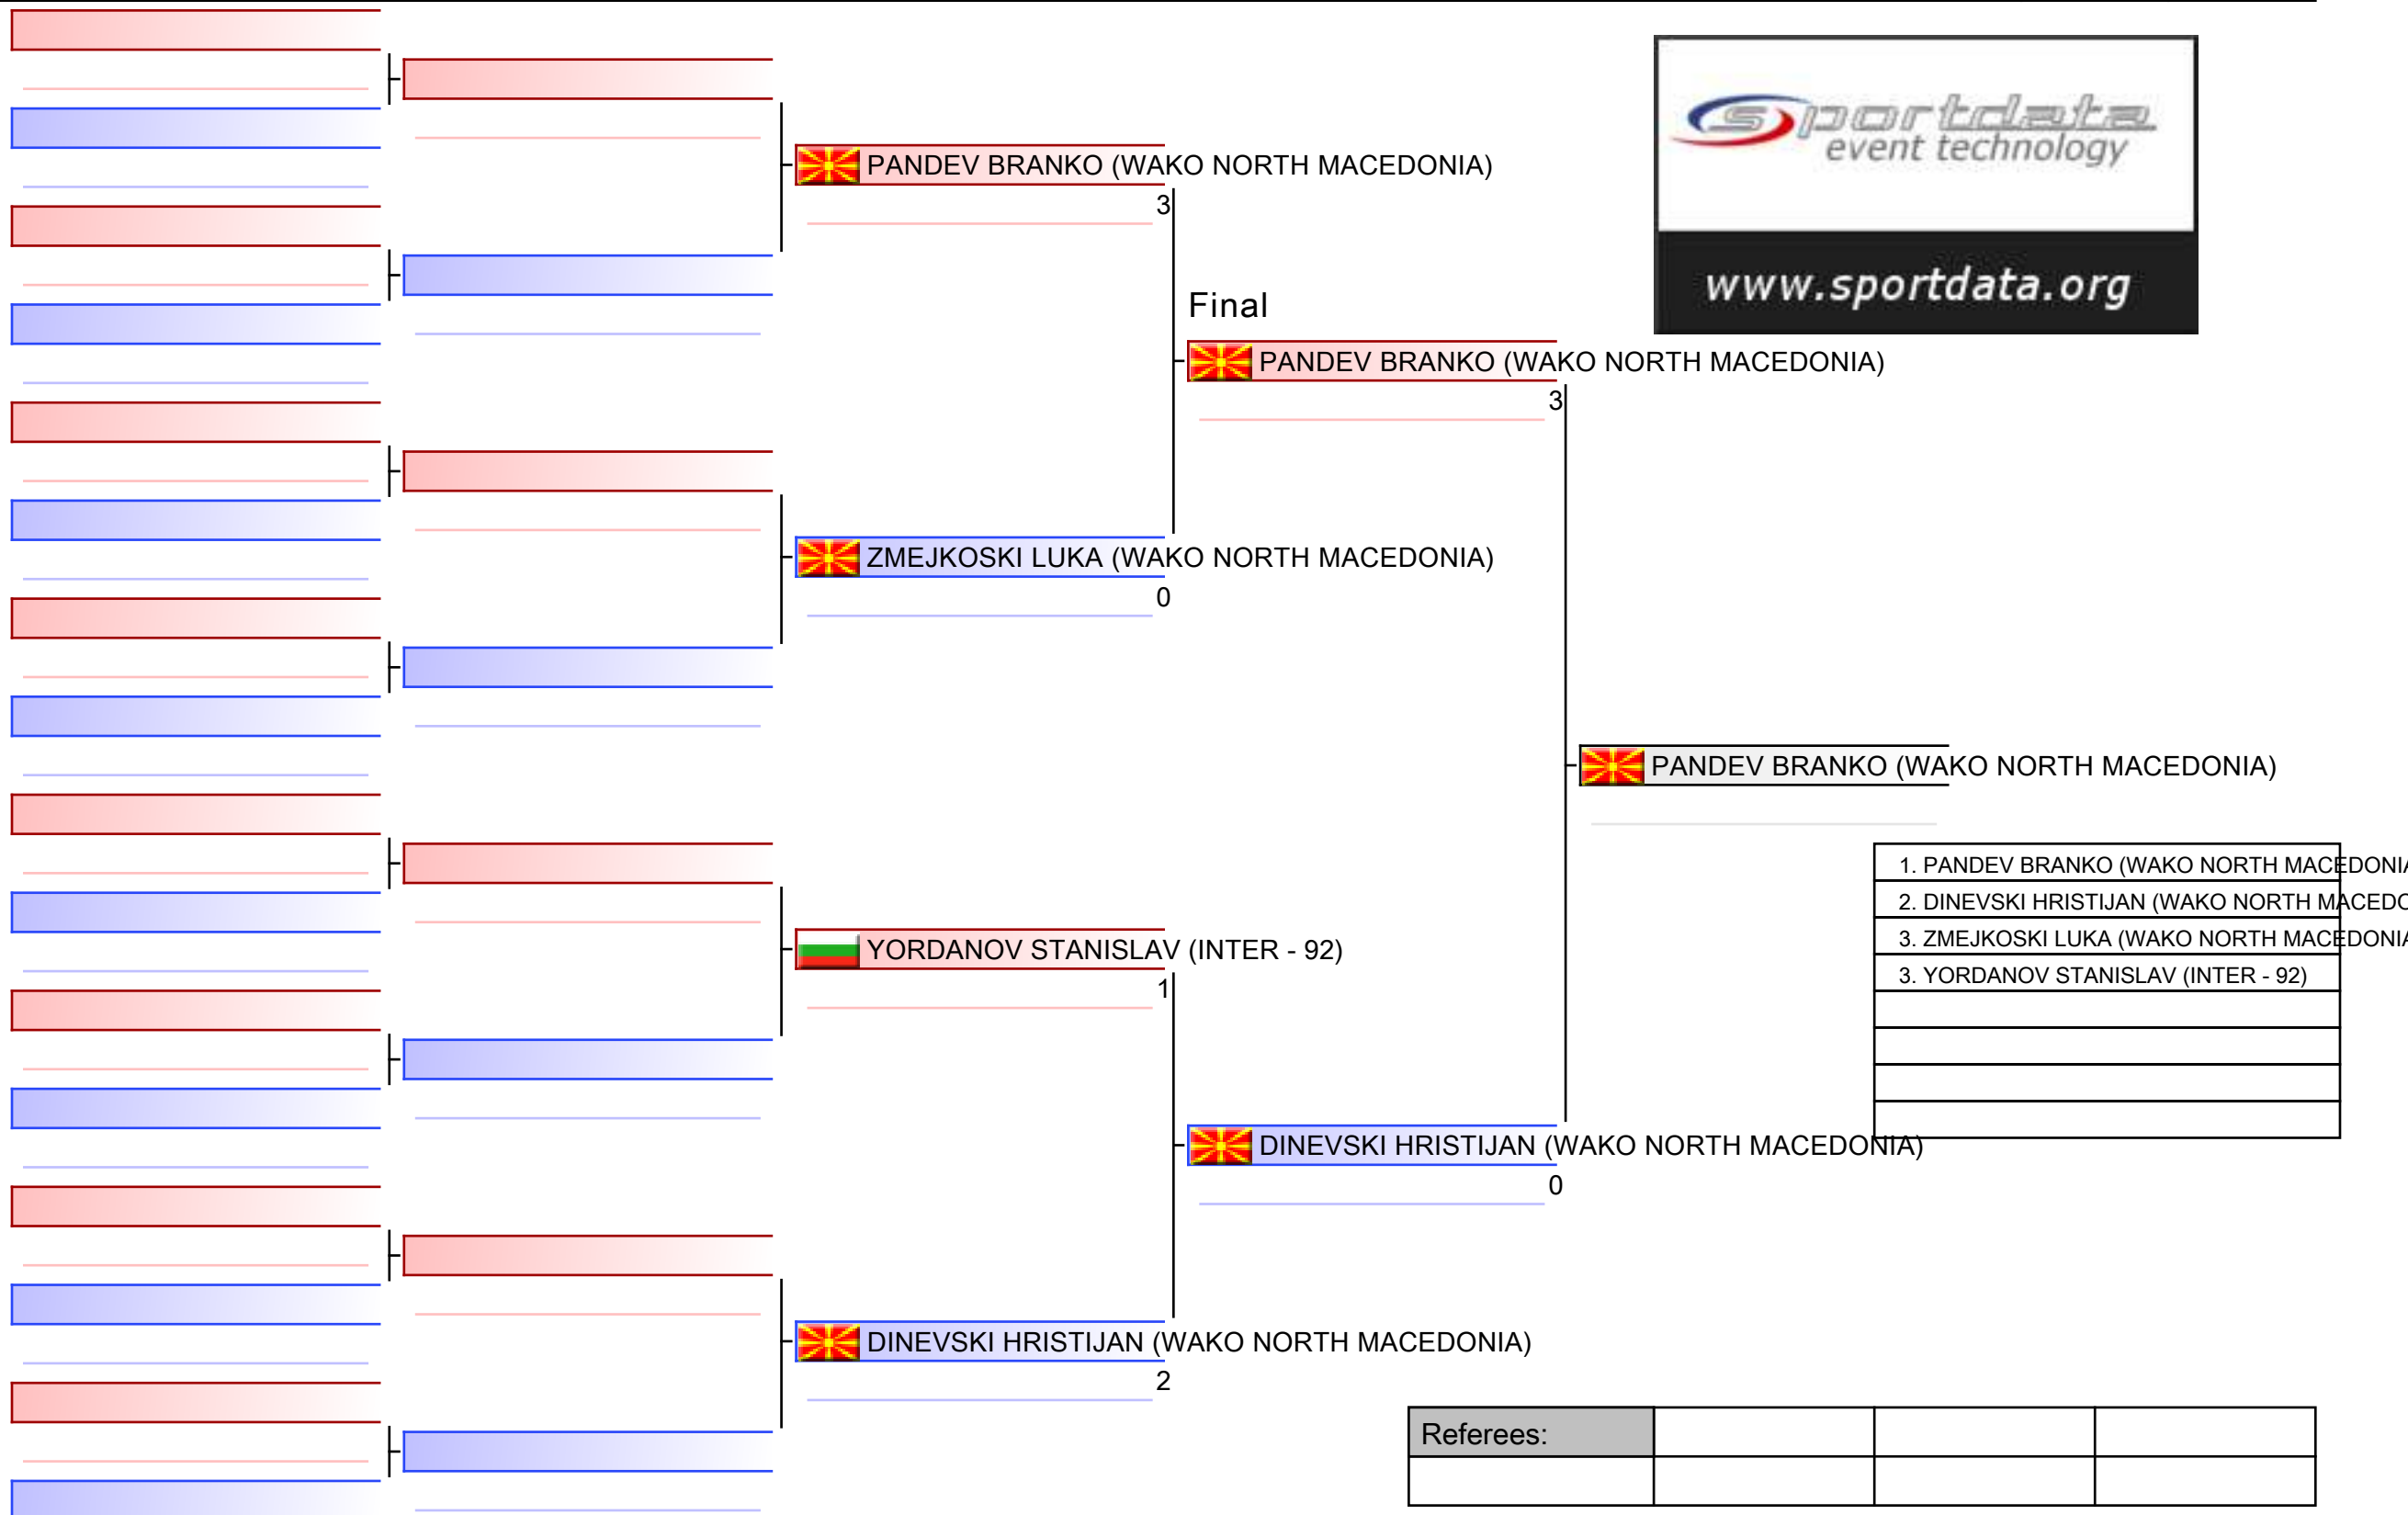 sportdata
event technology
www.sportdata.org
PANDEV BRANKO (WAKO NORTH MACEDONIA)
3
Final
PANDEV BRANKO (WAKO NORTH MACEDONIA)
3
ZMEJKOSKI LUKA (WAKO NORTH MACEDONIA)
0
PANDEV BRANKO (WAKO NORTH MACEDONIA)
1. PANDEV BRANKO (WAKO NORTH MACEDONIA
2. DINEVSKI HRISTIJAN (WAKO NORTH MACEDO
3. ZMEJKOSKI LUKA (WAKO NORTH MACEDONIA
3. YORDANOV STANISLAV (INTER - 92)
YORDANOV STANISLAV (INTER - 92)
1
DINEVSKI HRISTIJAN (WAKO NORTH MACEDONIA)
0
DINEVSKI HRISTIJAN (WAKO NORTH MACEDONIA)
2
Referees: